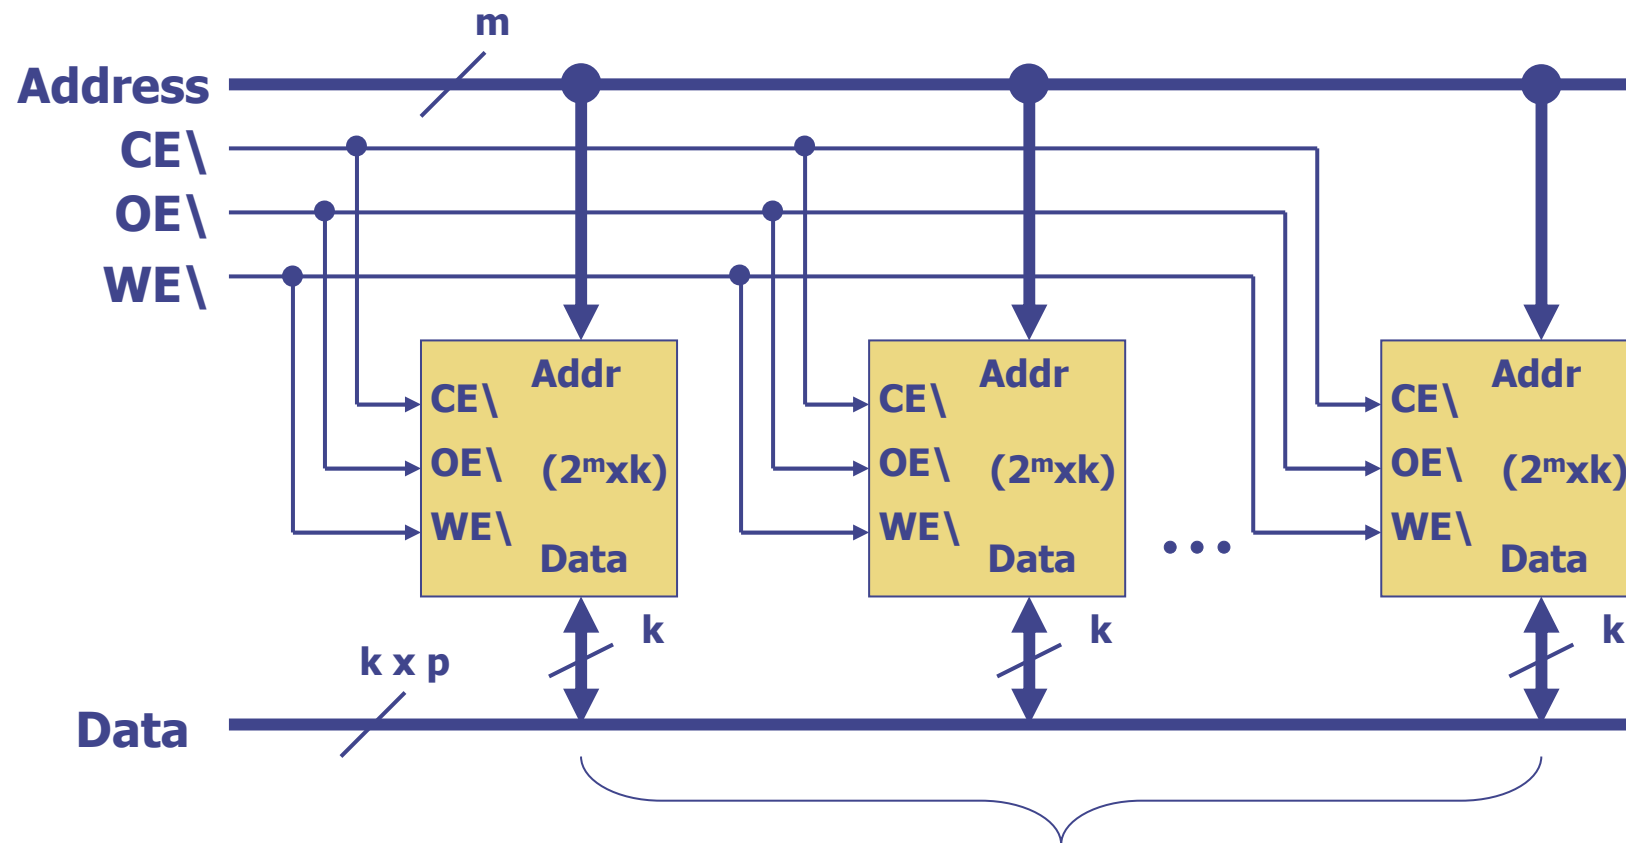 m
Address
CE\
OE\
WE\
Addr Addr Addr
CE\ CE\ CE\
OE\ (2ᵐxk) OE\ (2ᵐxk) OE\ (2ᵐxk)
WE\ WE\ ... WE\
Data Data Data
k k k
k x p
Data